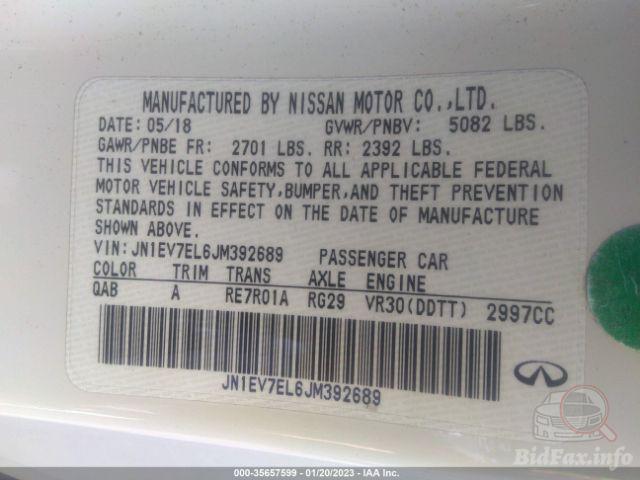 MANUFACTURED BY NISSAN MOTOR CO.,LTD.
DATE: 05/18 GVWR/PNBV: 5082 LBS.
GAWR/PNBE FR: 2701 LBS. RR: 2392 LBS.
THIS VEHICLE CONFORMS TO ALL APPLICABLE FEDERAL
MOTOR VEHICLE SAFETY,BUMPER,AND THEFT PREVENTION
STANDARDS IN EFFECT ON THE DATE OF MANUFACTURE
SHOWN ABOVE.
VIN: JN1EV7EL6JM392689 PASSENGER CAR
COLOR TRIM TRANS AXLE ENGINE
QAB A RE7R01A RG29 VR30(DDTT) 2997CC
JN1EV7EL6JM392689
BidFax.info
000-35657599 — 01/20/2023 — IAA Inc.